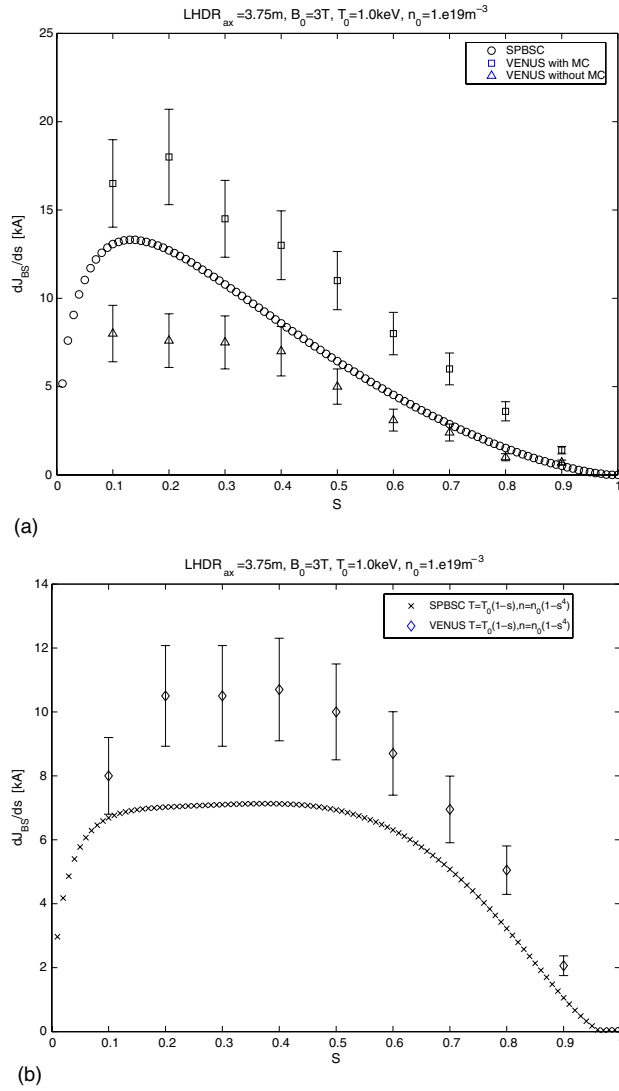 LHDR_ax =3.75m, B_0=3T, T_0=1.0keV, n_0=1.e19m^-3
25
SPBSC
VENUS with MC
VENUS without MC
20
15
10
5
0
dJ_BS/ds [kA]
0 0.1 0.2 0.3 0.4 0.5 0.6 0.7 0.8 0.9 1
S
(a)
LHDR_ax =3.75m, B_0=3T, T_0=1.0keV, n_0=1.e19m^-3
14
SPBSC T=T_0(1-s),n=n_0(1-s^4)
VENUS T=T_0(1-s),n=n_0(1-s^4)
12
10
8
6
4
2
0
dJ_BS/ds [kA]
0 0.1 0.2 0.3 0.4 0.5 0.6 0.7 0.8 0.9
S
(b)